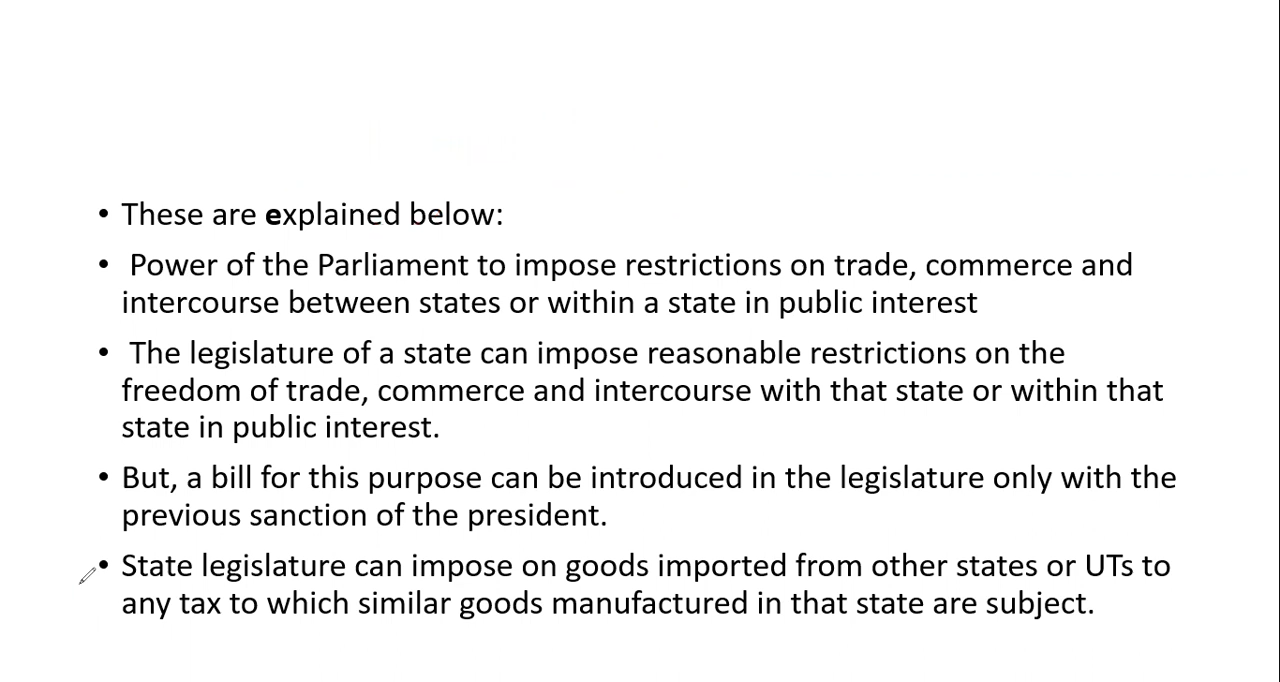 • These are explained below:
• Power of the Parliament to impose restrictions on trade, commerce and
intercourse between states or within a state in public interest
• The legislature of a state can impose reasonable restrictions on the
freedom of trade, commerce and intercourse with that state or within that
state in public interest.
• But, a bill for this purpose can be introduced in the legislature only with the
previous sanction of the president.
• State legislature can impose on goods imported from other states or UTs to
any tax to which similar goods manufactured in that state are subject.